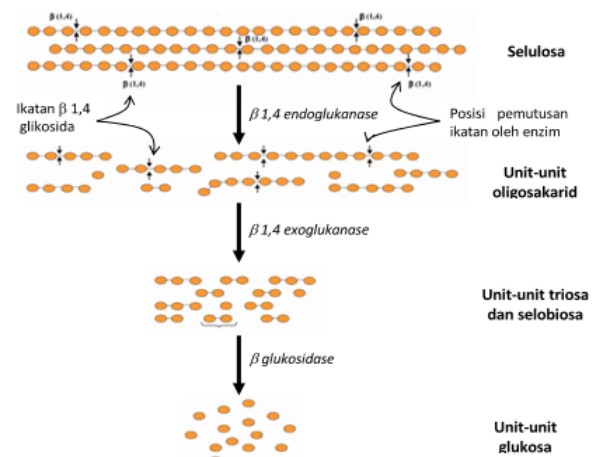 β (1,4)
β (1,4)
Selulosa
β (1,4)
β (1,4)
β (1,4)
Ikatan β 1,4
glikosida
β 1,4 endoglukanase
Posisi pemutusan
ikatan oleh enzim
Unit-unit
oligosakarid
β 1,4 exoglukanase
Unit-unit triosa
dan selobiosa
β glukosidase
Unit-unit
glukosa